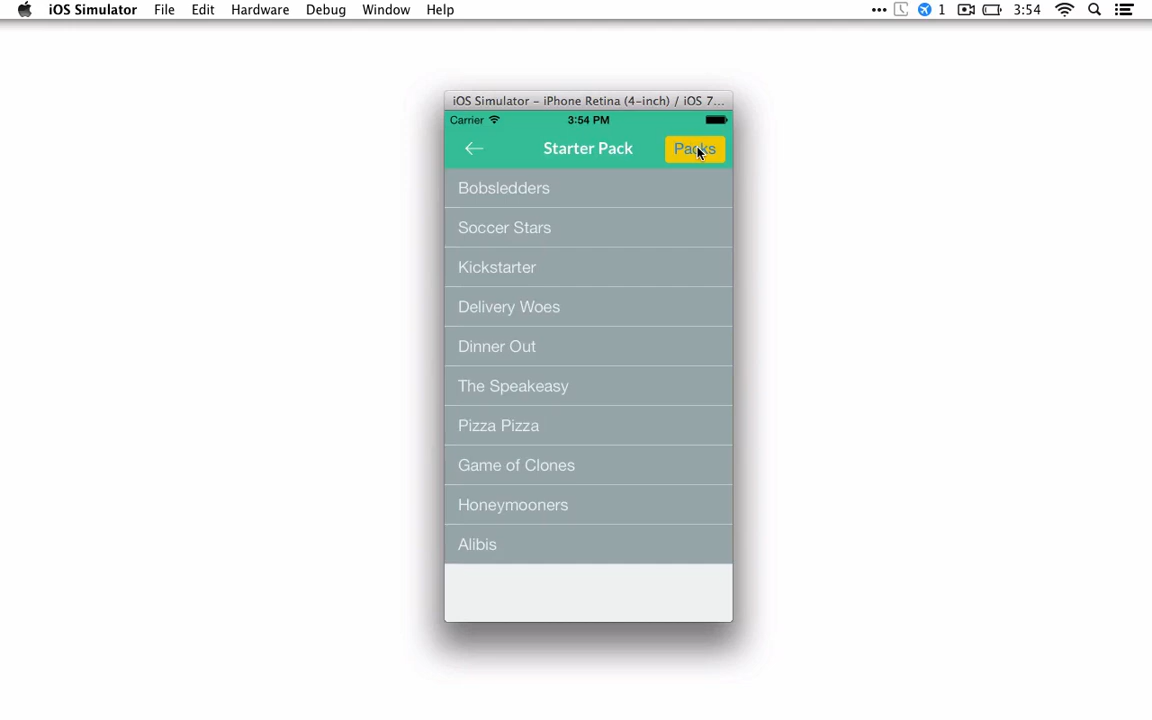 iOS Simulator File Edit Hardware Debug Window Help 1 3:54
iOS Simulator – iPhone Retina (4-inch) / iOS 7...
Carrier 3:54 PM
Starter Pack Packs
Bobsledders
Soccer Stars
Kickstarter
Delivery Woes
Dinner Out
The Speakeasy
Pizza Pizza
Game of Clones
Honeymooners
Alibis